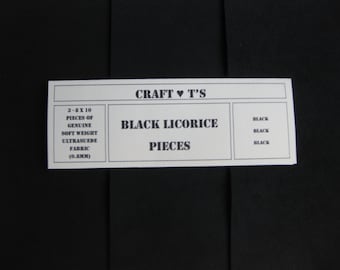 CRAFT ♥ T'S
2 - 8 X 10
PIECES OF
GENUINE
SOFT WEIGHT
ULTRASUEDE
FABRIC
(0.8MM)
BLACK LICORICE
PIECES
BLACK
BLACK
BLACK